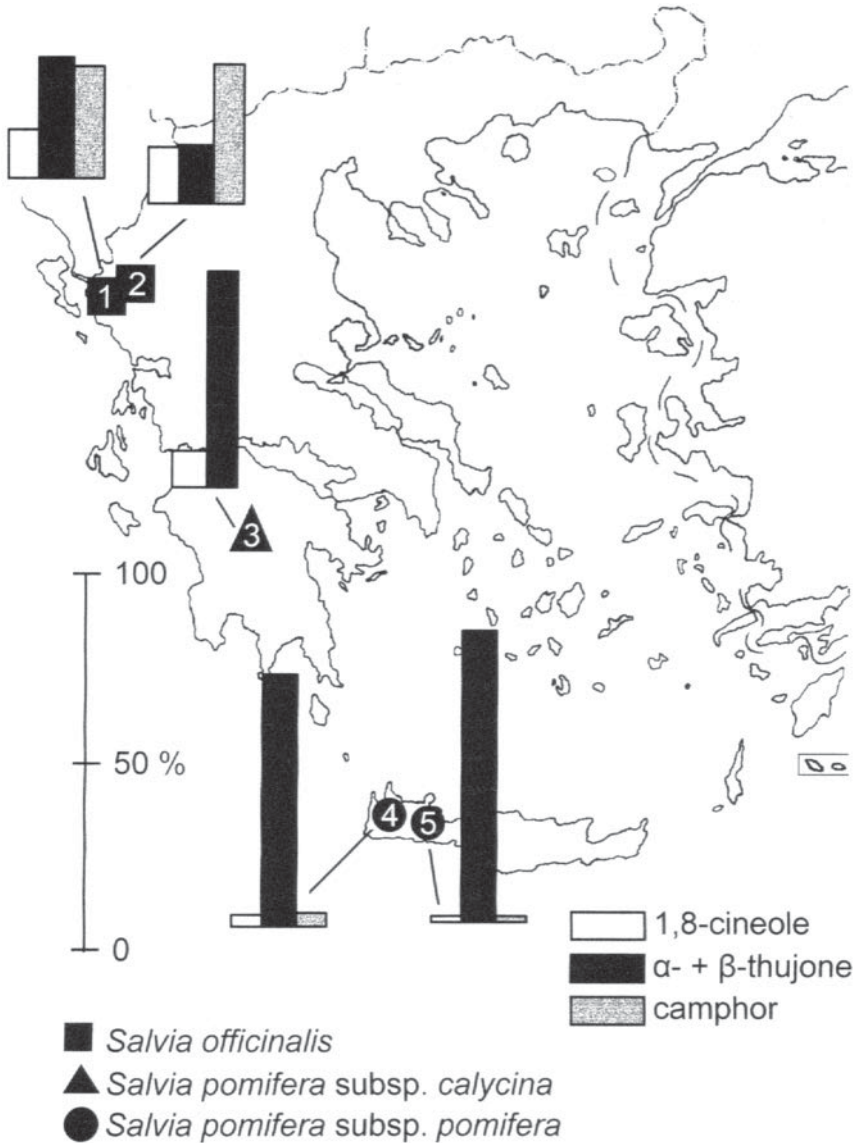 1
2
3
100
50 %
4
5
0
1,8-cineole
α- + β-thujone
camphor
Salvia officinalis
Salvia pomifera subsp. calycina
Salvia pomifera subsp. pomifera